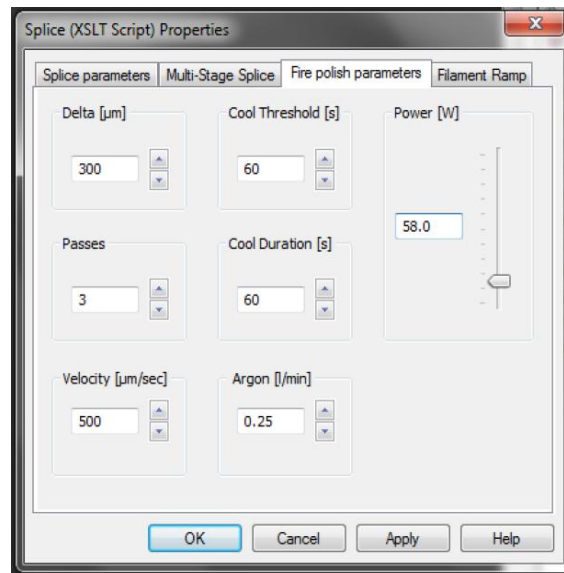 Splice (XSLT Script) Properties
Splice parameters Multi-Stage Splice Fire polish parameters Filament Ramp
Delta [µm] Cool Threshold [s] Power [W]
300 60
58.0
Passes Cool Duration [s]
3 60
Velocity [µm/sec] Argon [l/min]
500 0.25
OK Cancel Apply Help